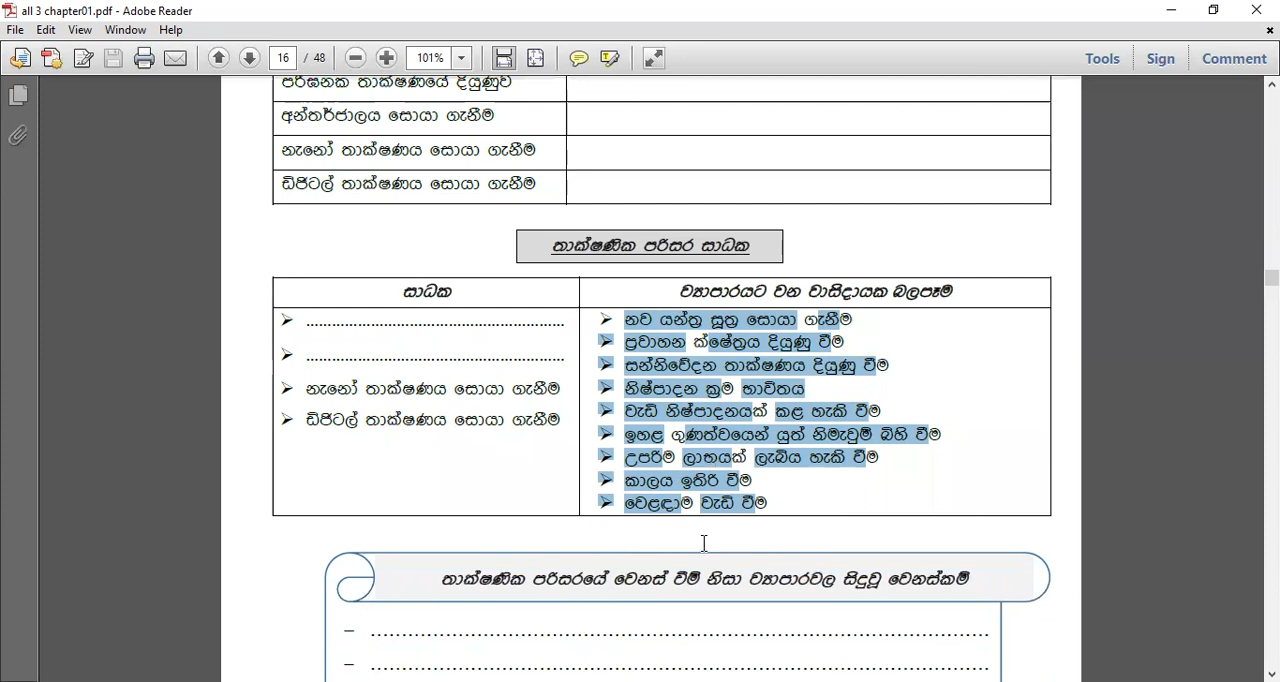 all 3 chapter01.pdf - Adobe Reader
File Edit View Window Help
16 / 48 101% Tools Sign Comment
පරිඝනක තාක්ෂණයේ දියුණුව
අන්තර්ජාලය සොයා ගැනීම
නැනෝ තාක්ෂණය සොයා ගැනීම
ඩිජිටල් තාක්ෂණය සොයා ගැනීම
තාක්ෂණික පරිසර සාධක
සාධක
ව්‍යාපාරයට වන වාසිදායක බලපෑම
➢ ............................................................
➢ ............................................................
➢ නැනෝ තාක්ෂණය සොයා ගැනීම
➢ ඩිජිටල් තාක්ෂණය සොයා ගැනීම
➢ නව යන්ත්‍ර සූත්‍ර සොයා ගැනීම
➢ ප්‍රවාහන ක්ෂේත්‍රය දියුණු වීම
➢ සන්නිවේදන තාක්ෂණය දියුණු වීම
➢ නිෂ්පාදන ක්‍රම භාවිතය
➢ වැඩි නිෂ්පාදනයක් කළ හැකි වීම
➢ ඉහළ ගුණත්වයෙන් යුත් නිමැවුම් බිහි වීම
➢ උපරිම ලාභයක් ලැබිය හැකි වීම
➢ කාලය ඉතිරි වීම
➢ වෙළඳාම වැඩි වීම
තාක්ෂණික පරිසරයේ වෙනස් වීම් නිසා ව්‍යාපාරවල සිදුවූ වෙනස්කම්
– ................................................................................
– ................................................................................